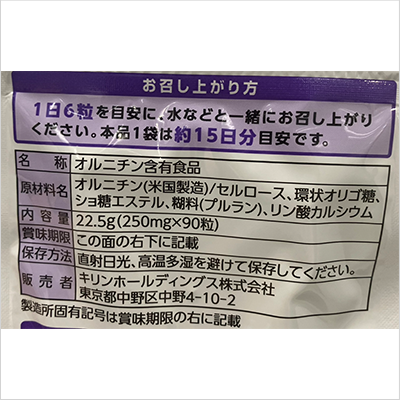 お召し上がり方
1日6粒を目安に、水などと一緒にお召し上がり
ください。本品1袋は約15日分目安です。
名 称 オルニチン含有食品
原材料名 オルニチン(米国製造)/セルロース、環状オリゴ糖、
ショ糖エステル、糊料(プルラン)、リン酸カルシウム
内 容 量 22.5g(250mg×90粒)
賞味期限 この面の右下に記載
保存方法 直射日光、高温多湿を避けて保存してください。
販 売 者 キリンホールディングス株式会社
東京都中野区中野4-10-2
製造所固有記号は賞味期限の右に記載